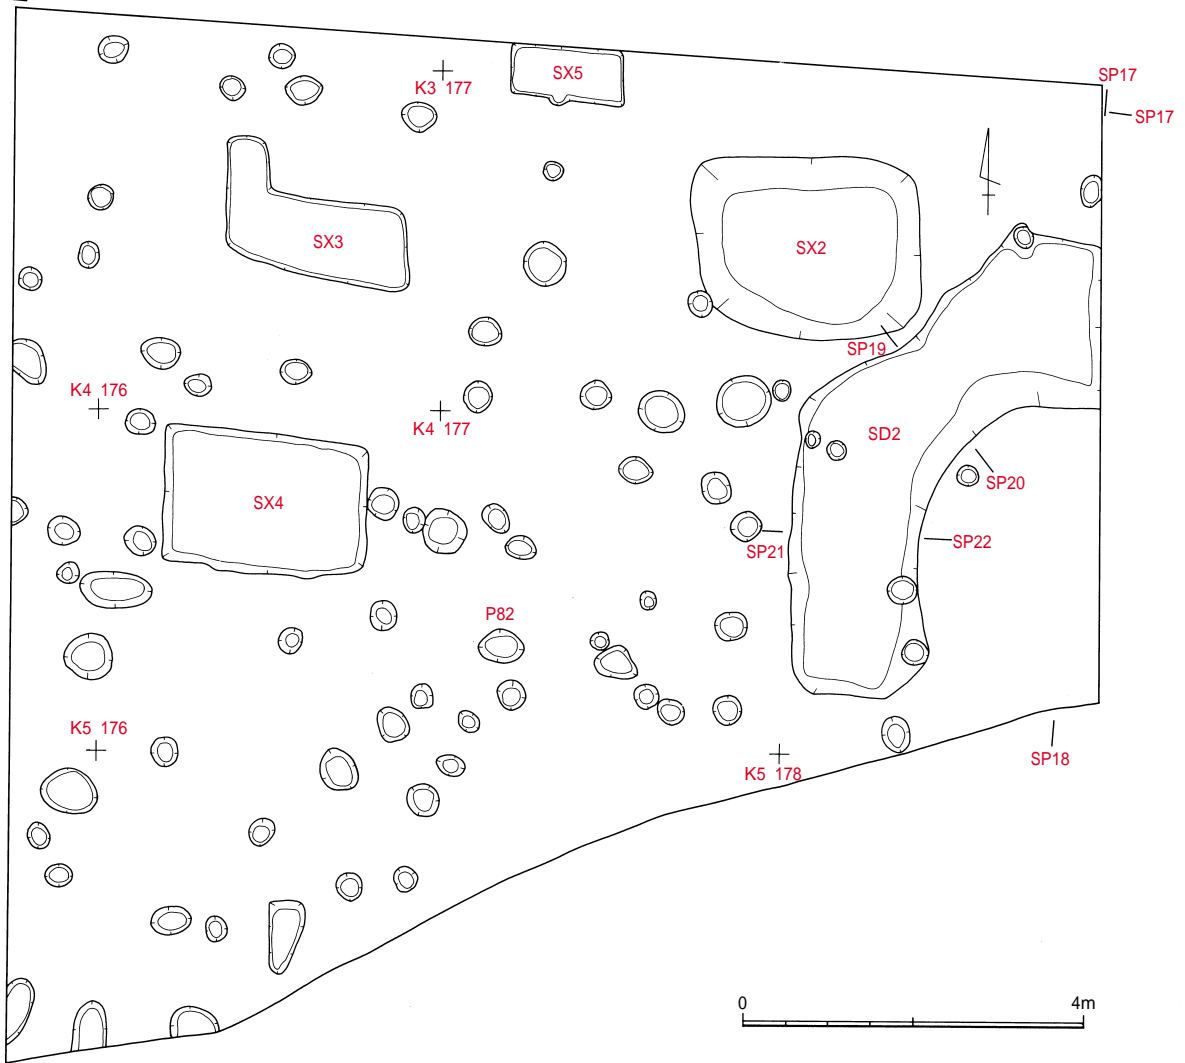 SX5
SP17
K3 177
SP17
SX3
SX2
SP19
K4 176
K4 177
SD2
SX4
SP20
SP21
SP22
P82
K5 176
K5 178
SP18
0 4m